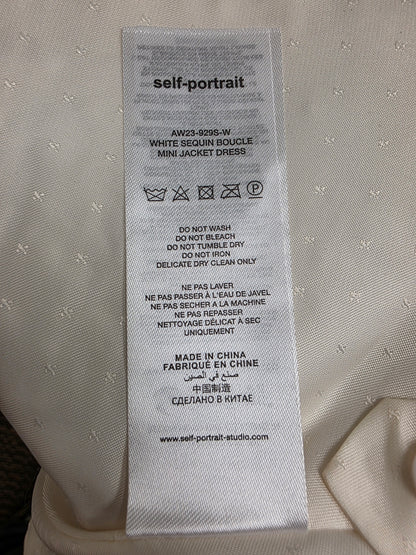 self-portrait
AW23-929S-W
WHITE SEQUIN BOUCLE
MINI JACKET DRESS
P
DO NOT WASH
DO NOT BLEACH
DO NOT TUMBLE DRY
DO NOT IRON
DELICATE DRY CLEAN ONLY
NE PAS LAVER
NE PAS PASSER À L'EAU DE JAVEL
NE PAS SECHER A LA MACHINE
NE PAS REPASSER
NETTOYAGE DÉLICAT À SEC
UNIQUEMENT
MADE IN CHINA
FABRIQUÉ EN CHINE
صنع في الصين
中国制造
СДЕЛАНО В КИТАЕ
www.self-portrait-studio.com